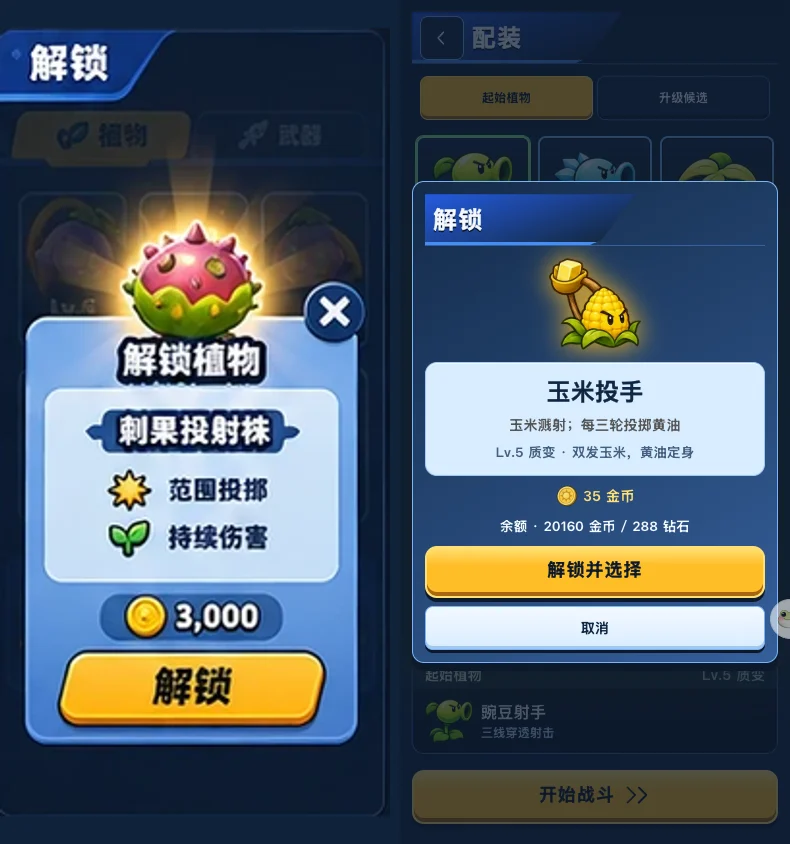 解锁
植物
武器
Lv.6
解锁植物
刺果投射株
范围投掷
持续伤害
3,000
解锁
配装
起始植物
升级候选
解锁
玉米投手
玉米溅射；每三轮投掷黄油
Lv.5 质变 · 双发玉米，黄油定身
35 金币
余额 · 20160 金币 / 288 钻石
解锁并选择
取消
起始植物
Lv.5 质变
豌豆射手
三线穿透射击
开始战斗